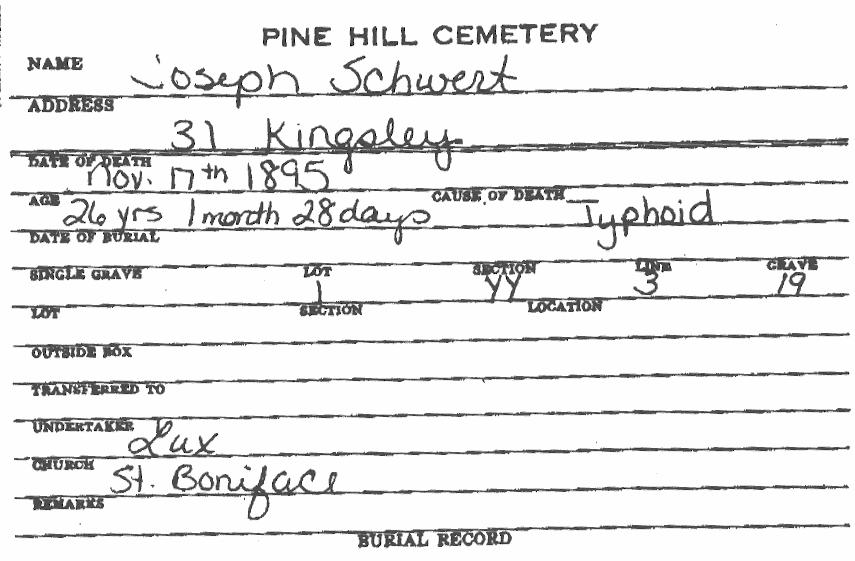 PINE HILL CEMETERY
NAME Joseph Schwert
ADDRESS
31 Kingsley
DATE OF DEATH Nov. 17th 1895
AGE 26 yrs 1 month 28 days CAUSE OF DEATH Typhoid
DATE OF BURIAL
SINGLE GRAVE LOT 1 SECTION YY LINE 3 GRAVE 19
LOT SECTION LOCATION
OUTSIDE BOX
TRANSFERRED TO
UNDERTAKER Lux
CHURCH St. Boniface
REMARKS
BURIAL RECORD